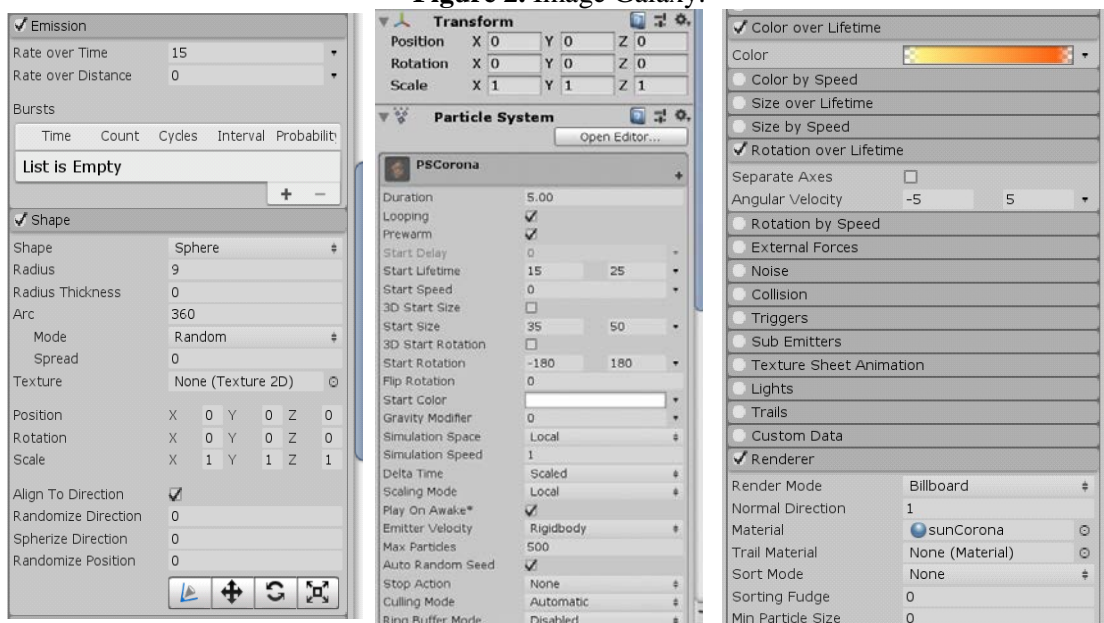 Figure 2. Image Galaxy.
Emission
Rate over Time 15
Rate over Distance 0
Bursts
Time Count Cycles Interval Probability
List is Empty
+ −
Shape
Shape Sphere
Radius 9
Radius Thickness 0
Arc 360
Mode Random
Spread 0
Texture None (Texture 2D)
Position X 0 Y 0 Z 0
Rotation X 0 Y 0 Z 0
Scale X 1 Y 1 Z 1
Align To Direction
Randomize Direction 0
Spherize Direction 0
Randomize Position 0
Transform
Position X 0 Y 0 Z 0
Rotation X 0 Y 0 Z 0
Scale X 1 Y 1 Z 1
Particle System
Open Editor...
PSCorona
+
Duration 5.00
Looping
Prewarm
Start Delay 0
Start Lifetime 15 25
Start Speed 0
3D Start Size
Start Size 35 50
3D Start Rotation
Start Rotation -180 180
Flip Rotation 0
Start Color
Gravity Modifier 0
Simulation Space Local
Simulation Speed 1
Delta Time Scaled
Scaling Mode Local
Play On Awake*
Emitter Velocity Rigidbody
Max Particles 500
Auto Random Seed
Stop Action None
Culling Mode Automatic
Ring Buffer Mode Disabled
Color over Lifetime
Color
Color by Speed
Size over Lifetime
Size by Speed
Rotation over Lifetime
Separate Axes
Angular Velocity -5 5
Rotation by Speed
External Forces
Noise
Collision
Triggers
Sub Emitters
Texture Sheet Animation
Lights
Trails
Custom Data
Renderer
Render Mode Billboard
Normal Direction 1
Material sunCorona
Trail Material None (Material)
Sort Mode None
Sorting Fudge 0
Min Particle Size 0